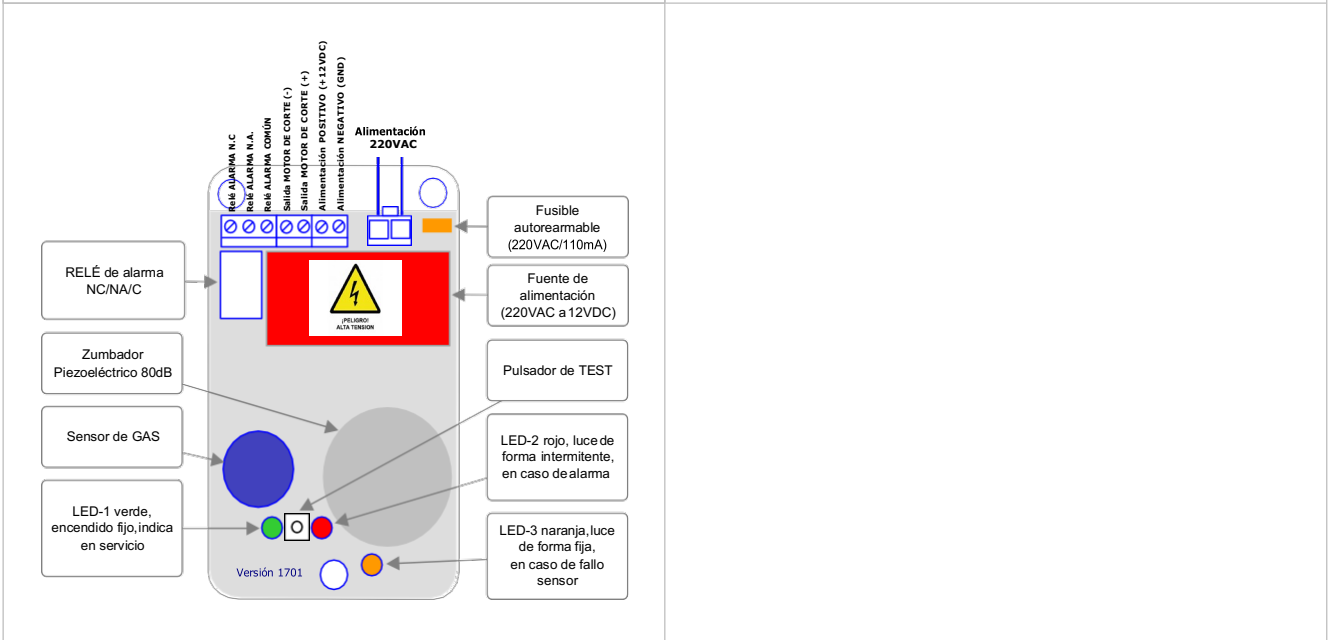 Relé ALARMA N.C
Relé ALARMA N.A.
Relé ALARMA COMÚN
Salida MOTOR DE CORTE (-)
Salida MOTOR DE CORTE (+)
Alimentación POSITIVO (+12VDC)
Alimentación NEGATIVO (GND)
Alimentación
220VAC
Fusible
autorearmable
(220VAC/110mA)
RELÉ de alarma
NC/NA/C
Fuente de
alimentación
(220VAC a 12VDC)
¡PELIGRO!
ALTA TENSION
Zumbador
Piezoeléctrico 80dB
Pulsador de TEST
Sensor de GAS
LED-2 rojo, luce de
forma intermitente,
en caso de alarma
LED-1 verde,
encendido fijo, indica
en servicio
LED-3 naranja, luce
de forma fija,
en caso de fallo
sensor
Versión 1701